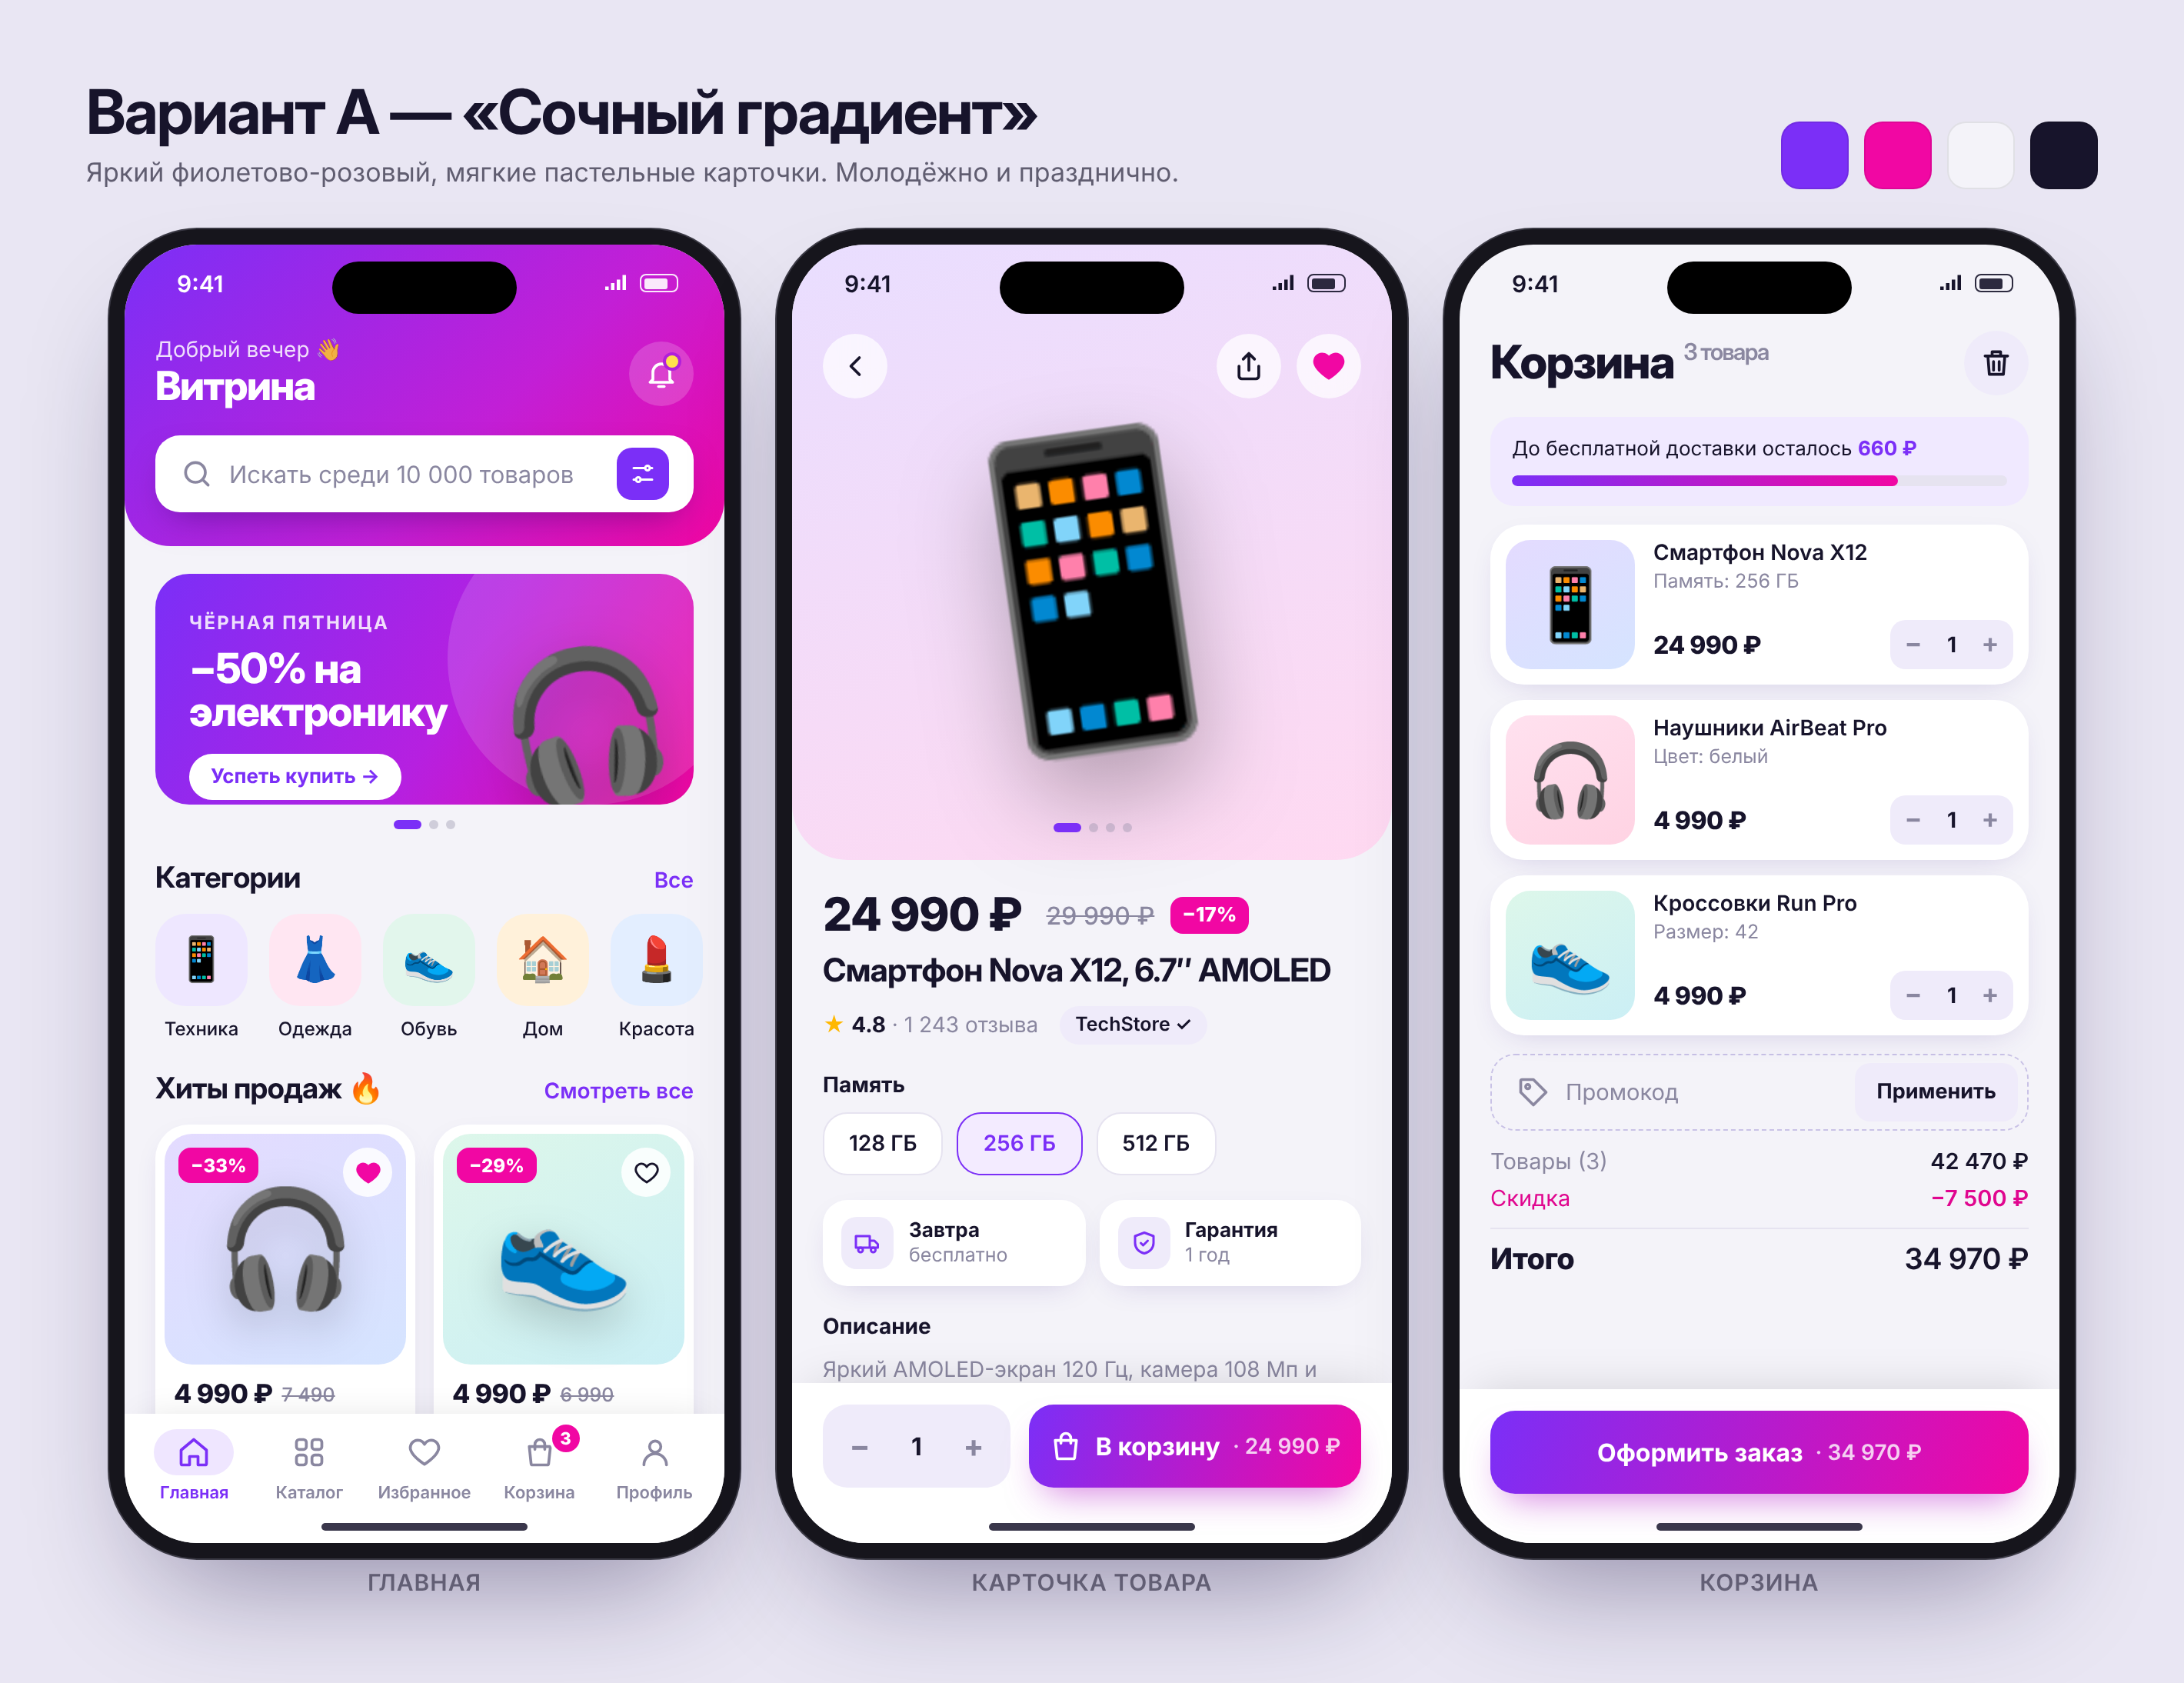 Вариант А — «Сочный градиент»
Яркий фиолетово-розовый, мягкие пастельные карточки. Молодёжно и празднично.
9:41
Добрый вечер 👋
Витрина
Искать среди 10 000 товаров
ЧЁРНАЯ ПЯТНИЦА
−50% на
электронику
Успеть купить →
Категории
Все
Техника
Одежда
Обувь
Дом
Красота
Хиты продаж 🔥
Смотреть все
−33%
−29%
4 990 ₽ 7 490
4 990 ₽ 6 990
3
Главная
Каталог
Избранное
Корзина
Профиль
ГЛАВНАЯ
9:41
24 990 ₽ 29 990 ₽ −17%
Смартфон Nova X12, 6.7″ AMOLED
★ 4.8 · 1 243 отзыва
TechStore ✓
Память
128 ГБ
256 ГБ
512 ГБ
Завтра
бесплатно
Гарантия
1 год
Описание
Яркий AMOLED-экран 120 Гц, камера 108 Мп и
− 1 +
В корзину · 24 990 ₽
КАРТОЧКА ТОВАРА
9:41
Корзина 3 товара
До бесплатной доставки осталось 660 ₽
Смартфон Nova X12
Память: 256 ГБ
24 990 ₽
− 1 +
Наушники AirBeat Pro
Цвет: белый
4 990 ₽
− 1 +
Кроссовки Run Pro
Размер: 42
4 990 ₽
− 1 +
Промокод
Применить
Товары (3) 42 470 ₽
Скидка −7 500 ₽
Итого 34 970 ₽
Оформить заказ · 34 970 ₽
КОРЗИНА